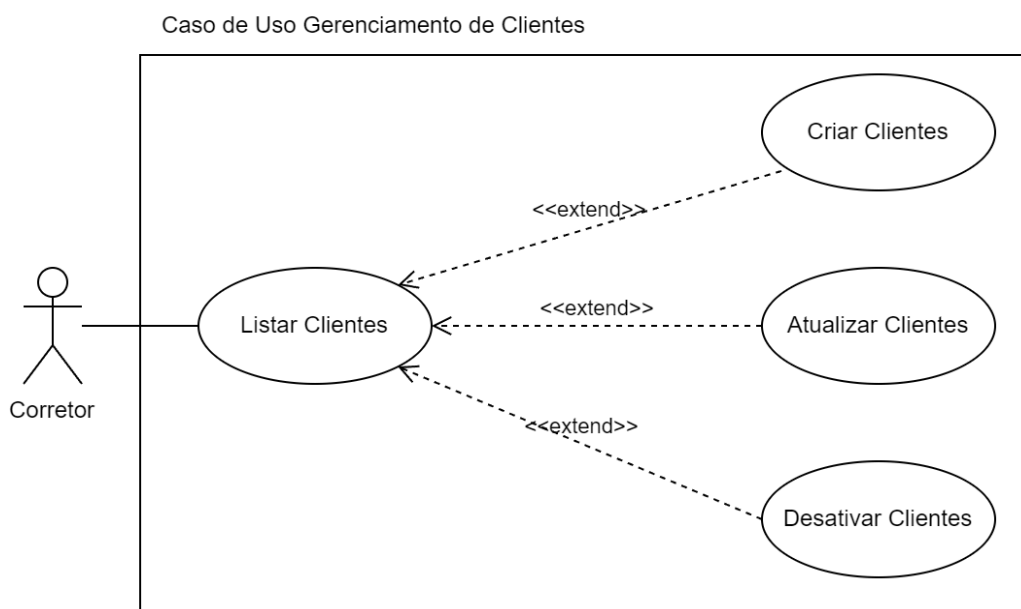 Caso de Uso Gerenciamento de Clientes
Criar Clientes
<<extend>>
Listar Clientes
<<extend>>
Atualizar Clientes
Corretor
<<extend>>
Desativar Clientes